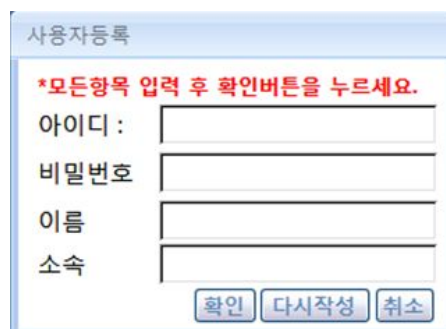 사용자등록
*모든항목 입력 후 확인버튼을 누르세요.
아이디 :
비밀번호
이름
소속
확인 다시작성 취소